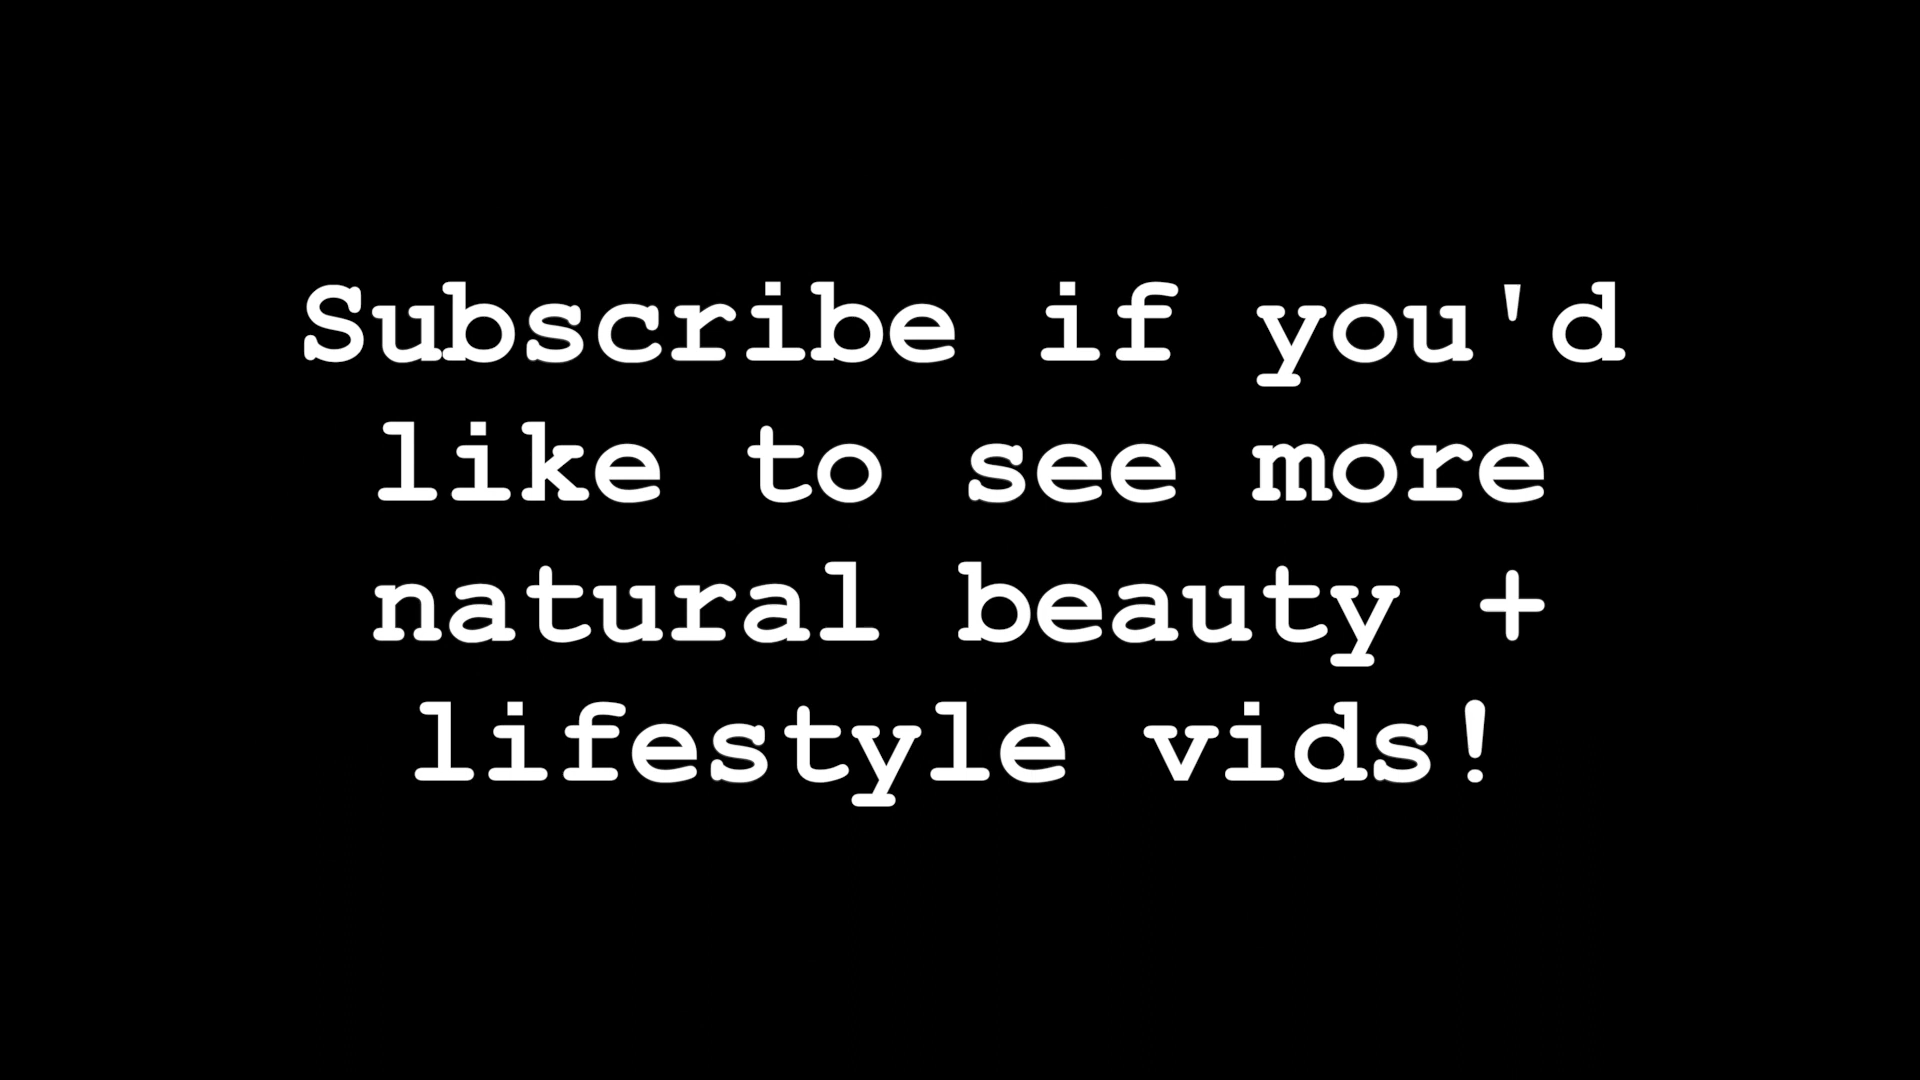 Subscribe if you'd
like to see more
natural beauty +
lifestyle vids!